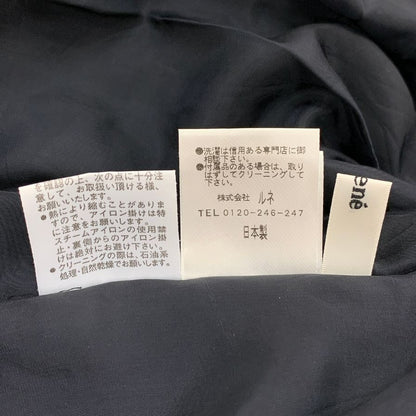 を確認の上、次の点に十分注
意して、お取扱い頂ける様、
お願いいたします。
●熱により縮むことがありま
すので、アイロン掛けは特
に注意をお願いします。
スチームアイロンの使用禁
止、裏側からのアイロン掛
けは絶対にお避け下さい。
●クリーニングの際は、石油系
処理・自然乾燥でお願い致し
●洗濯は信用ある専門店に御
相談下さい。
●付属品のある場合は、取り
はずしてクリーニングして
下さい。
株式会社 ルネ
TEL 0120-246-247
日本製
ené